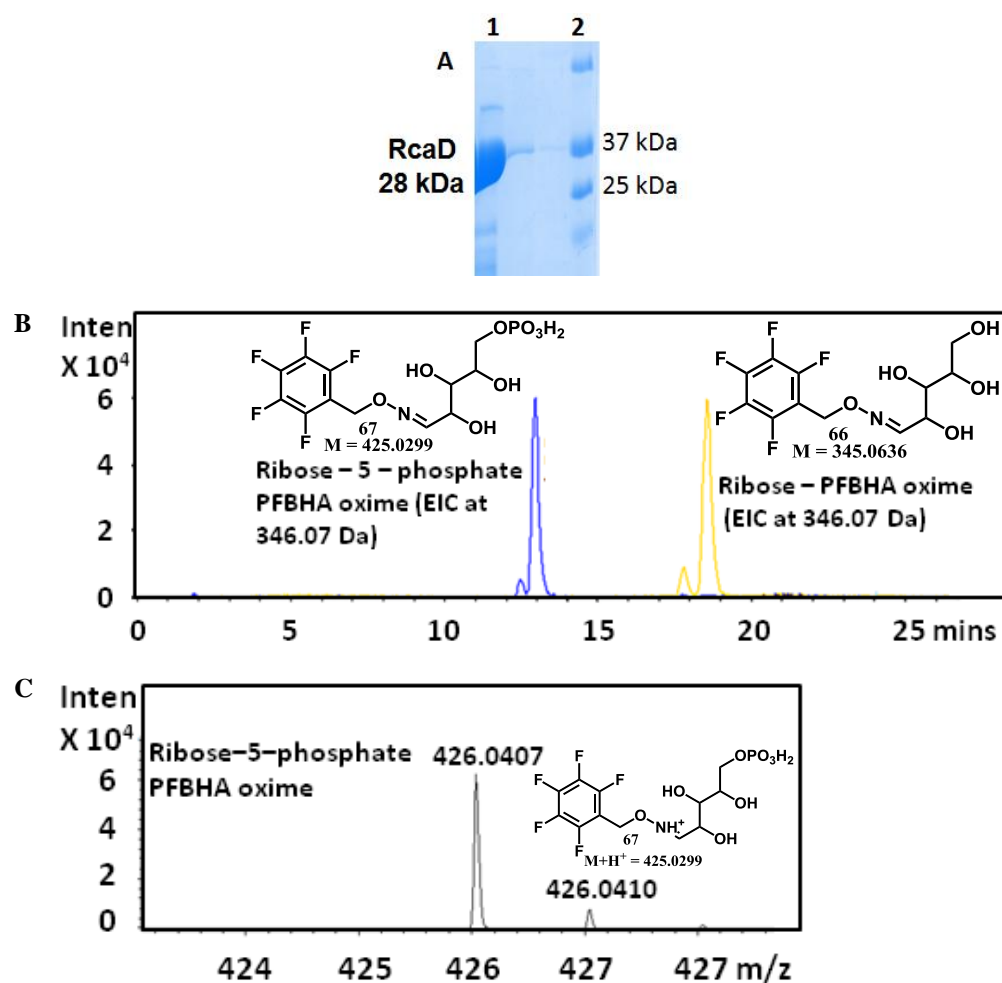 1 2
A
RcaD
28 kDa
37 kDa
25 kDa
B
Inten
X 10⁴
6
4
2
0
F
F
F
F
F
O
N
HO
OPO₃H₂
OH
OH
67
M = 425.0299
Ribose – 5 – phosphate
PFBHA oxime (EIC at
346.07 Da)
F
F
F
F
F
O
N
HO
OH
OH
OH
66
M = 345.0636
Ribose – PFBHA oxime
(EIC at 346.07 Da)
0 5 10 15 20 25 mins
C
Inten
X 10⁴
6
4
2
0
Ribose–5–phosphate
PFBHA oxime
426.0407
F
F
F
F
F
O
NH⁺
HO
OPO₃H₂
OH
OH
67
M+H⁺ = 425.0299
426.0410
424 425 426 427 427 m/z